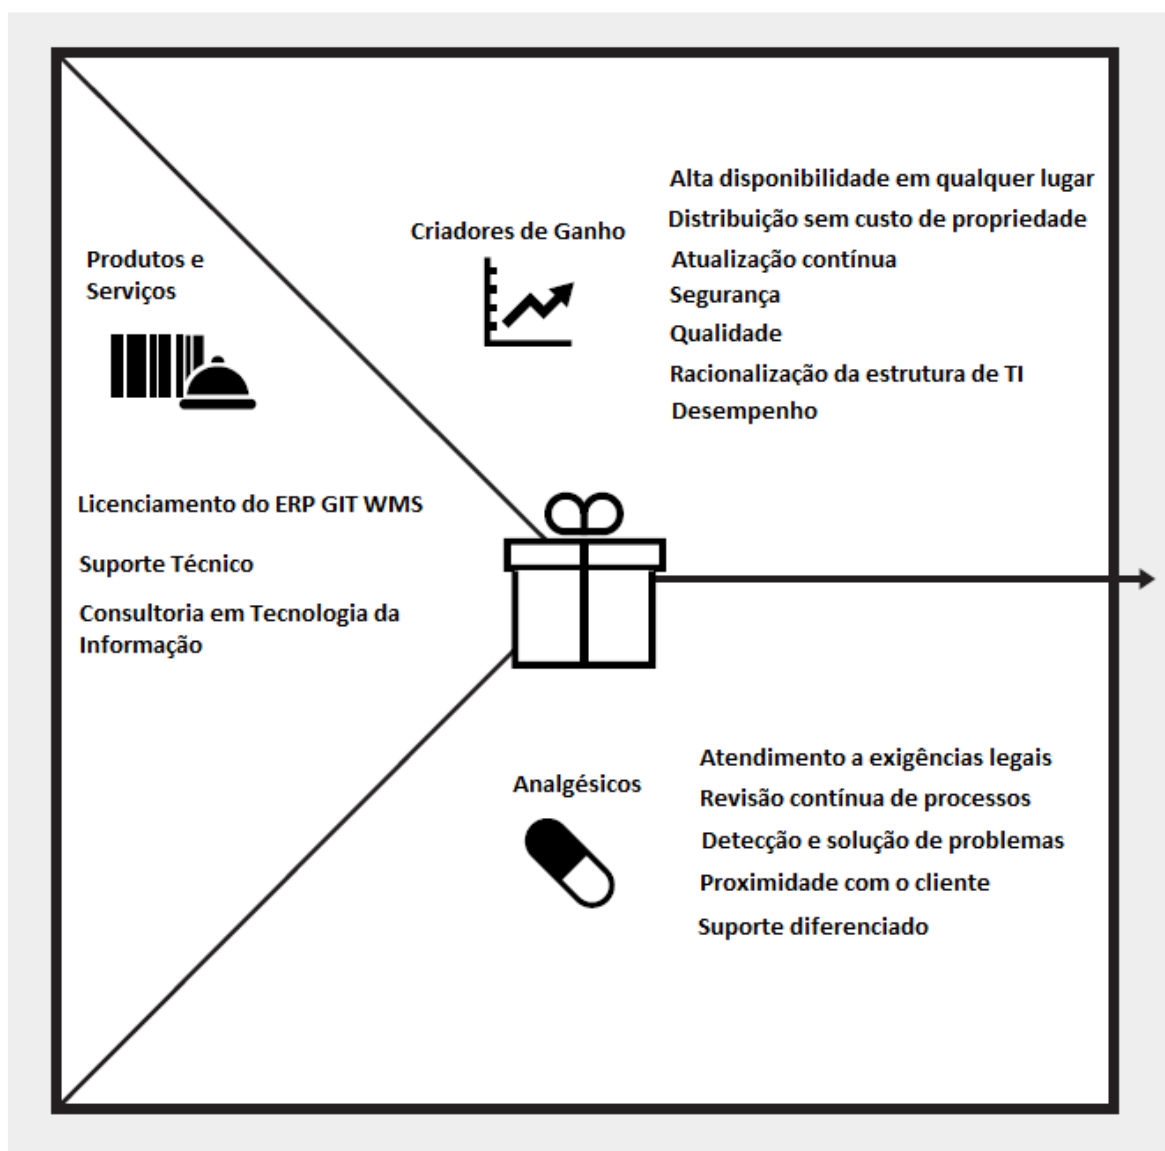 Produtos e
Serviços
Licenciamento do ERP GIT WMS
Suporte Técnico
Consultoria em Tecnologia da
Informação
Criadores de Ganho
Alta disponibilidade em qualquer lugar
Distribuição sem custo de propriedade
Atualização contínua
Segurança
Qualidade
Racionalização da estrutura de TI
Desempenho
Analgésicos
Atendimento a exigências legais
Revisão contínua de processos
Detecção e solução de problemas
Proximidade com o cliente
Suporte diferenciado